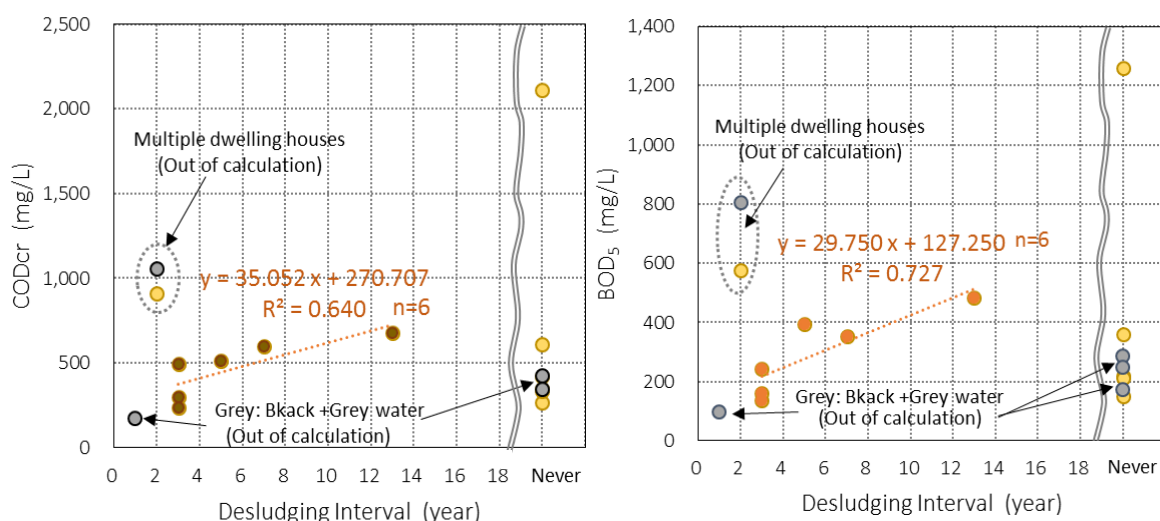 2,500
2,000
1,500
1,000
500
0
CODcr (mg/L)
Multiple dwelling houses
(Out of calculation)
y = 35.052 x + 270.707
R² = 0.640 n=6
Grey: Bkack +Grey water
(Out of calculation)
0 2 4 6 8 10 12 14 16 18 Never
Desludging Interval (year)
1,400
1,200
1,000
800
600
400
200
0
BOD₅ (mg/L)
Multiple dwelling houses
(Out of calculation)
y = 29.750 x + 127.250 n=6
R² = 0.727
Grey: Bkack +Grey water
(Out of calculation)
0 2 4 6 8 10 12 14 16 18 Never
Desludging Interval (year)